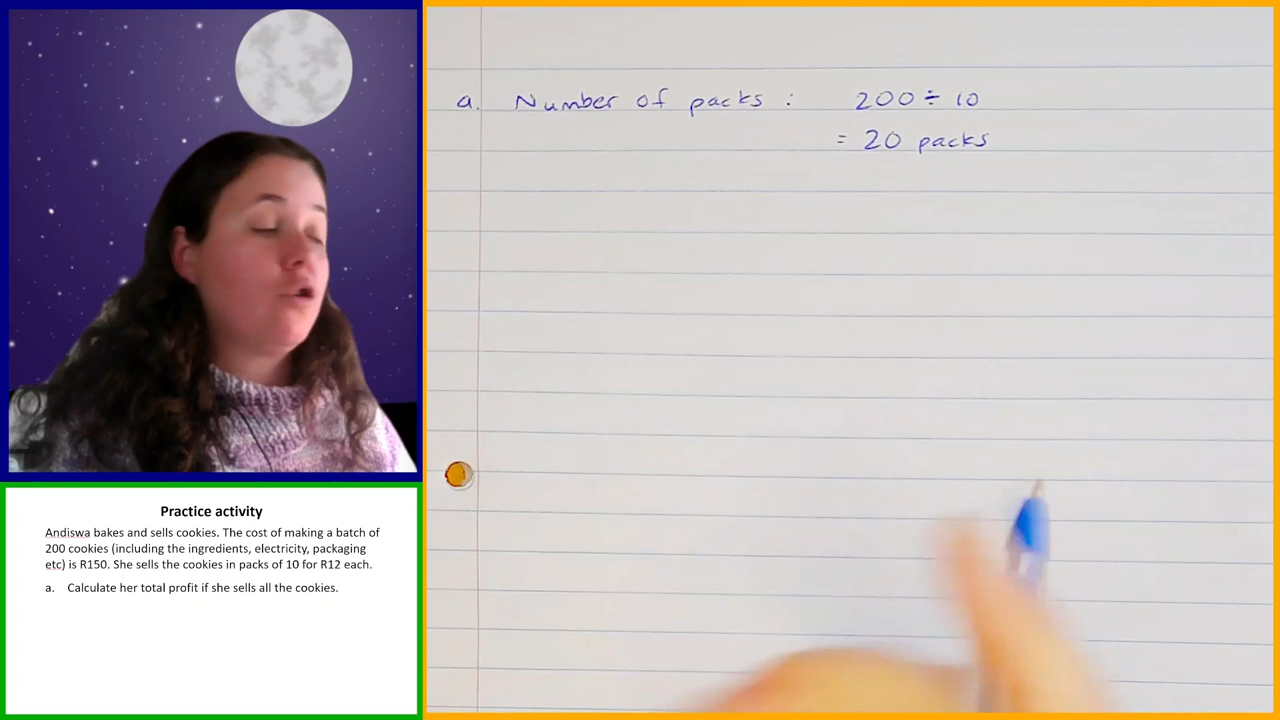 a. Number of packs : 200 ÷ 10
= 20 packs
Practice activity
Andiswa bakes and sells cookies. The cost of making a batch of
200 cookies (including the ingredients, electricity, packaging
etc) is R150. She sells the cookies in packs of 10 for R12 each.
a. Calculate her total profit if she sells all the cookies.